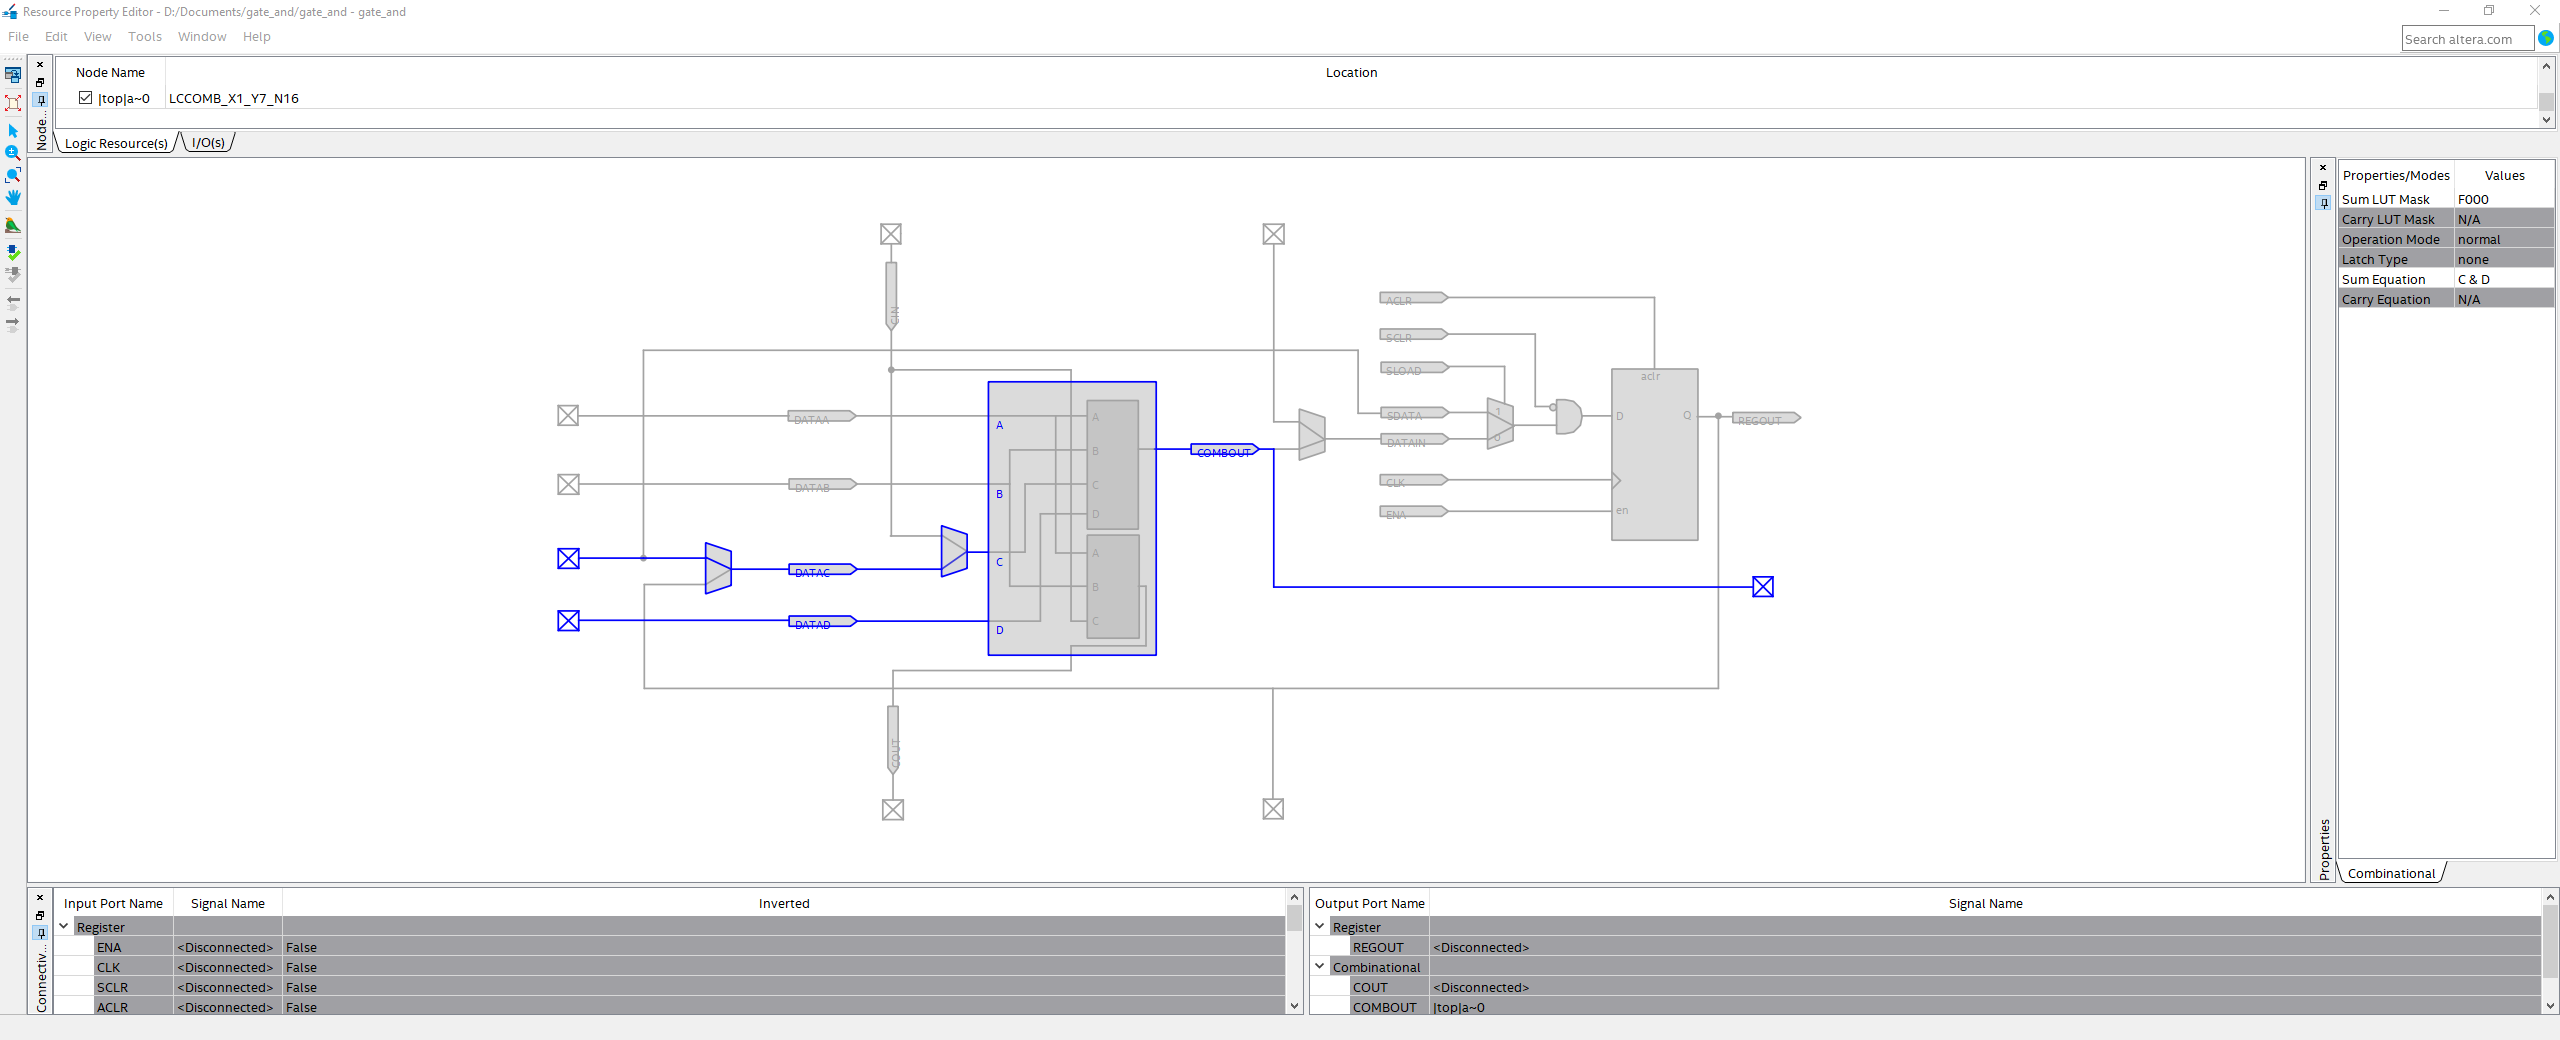 Resource Property Editor - D:/Documents/gate_and/gate_and - gate_and
File Edit View Tools Window Help
Search altera.com
Node Name Location
|top|a~0 LCCOMB_X1_Y7_N16
Node...
Logic Resource(s) I/O(s)
Properties/Modes Values
Sum LUT Mask F000
Carry LUT Mask N/A
Operation Mode normal
Latch Type none
Sum Equation C & D
Carry Equation N/A
CIN
ACLR
SCLR
SLOAD
aclr
DATAA
A
A
SDATA
1
D
Q
REGOUT
B
COMBOUT
DATAIN
0
DATAB
B
C
CLK
D
ENA
en
A
C
DATAC
B
DATAD
D
C
COUT
Properties
Combinational
Input Port Name Signal Name Inverted
Register
ENA <Disconnected> False
CLK <Disconnected> False
SCLR <Disconnected> False
ACLR <Disconnected> False
Connectiv...
Output Port Name Signal Name
Register
REGOUT <Disconnected>
Combinational
COUT <Disconnected>
COMBOUT |top|a~0